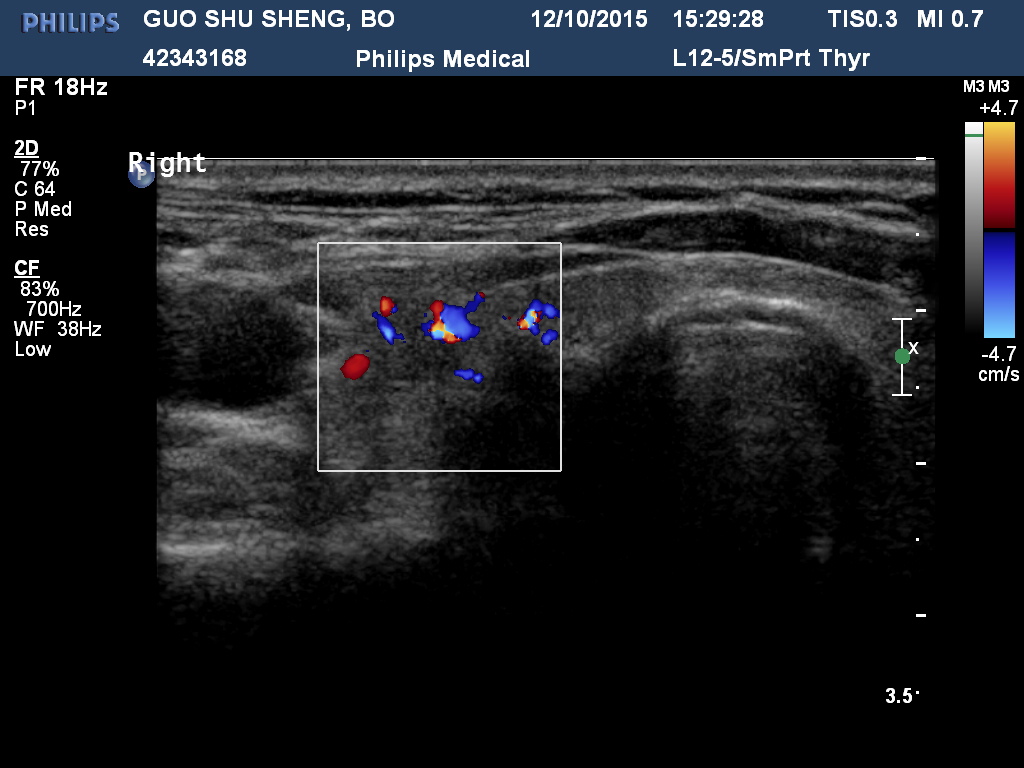 PHILIPS GUO SHU SHENG, BO 12/10/2015 15:29:28 TIS0.3 MI 0.7
42343168 Philips Medical L12-5/SmPrt Thyr
FR 18Hz
P1
M3 M3
+4.7
2D
77%
C 64
P Med
Res
Right
P
CF
83%
700Hz
WF 38Hz
Low
X
-4.7
cm/s
3.5